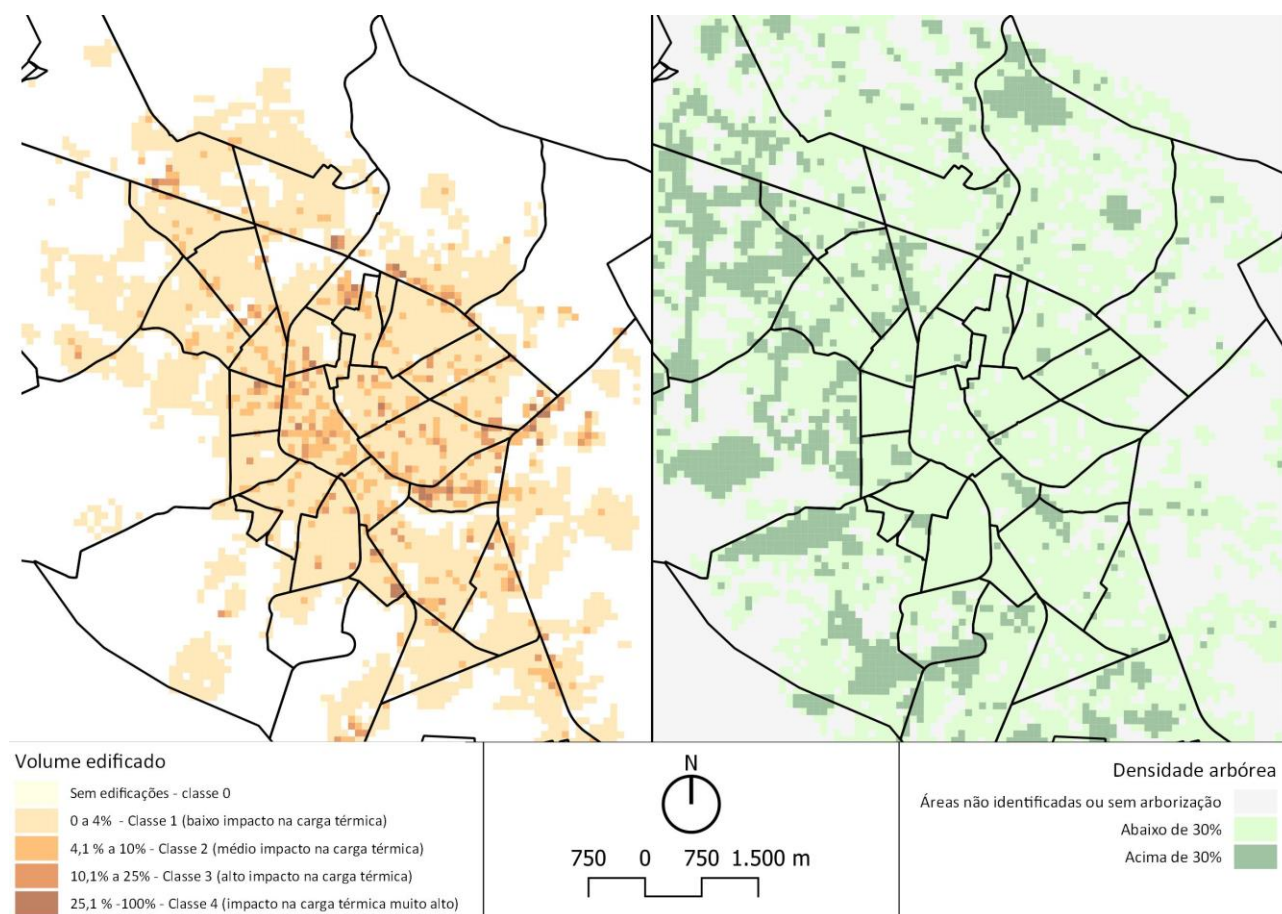 Volume edificado
Sem edificações - classe 0
0 a 4% - Classe 1 (baixo impacto na carga térmica)
4,1 % a 10% - Classe 2 (médio impacto na carga térmica)
10,1% a 25% - Classe 3 (alto impacto na carga térmica)
25,1 % -100% - Classe 4 (impacto na carga térmica muito alto)
N
750 0 750 1.500 m
Densidade arbórea
Áreas não identificadas ou sem arborização
Abaixo de 30%
Acima de 30%